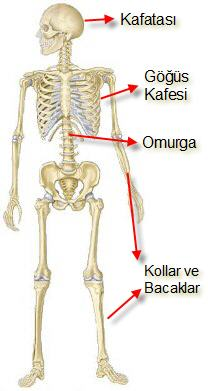 Kafatası
Göğüs
Kafesi
Omurga
Kollar ve
Bacaklar